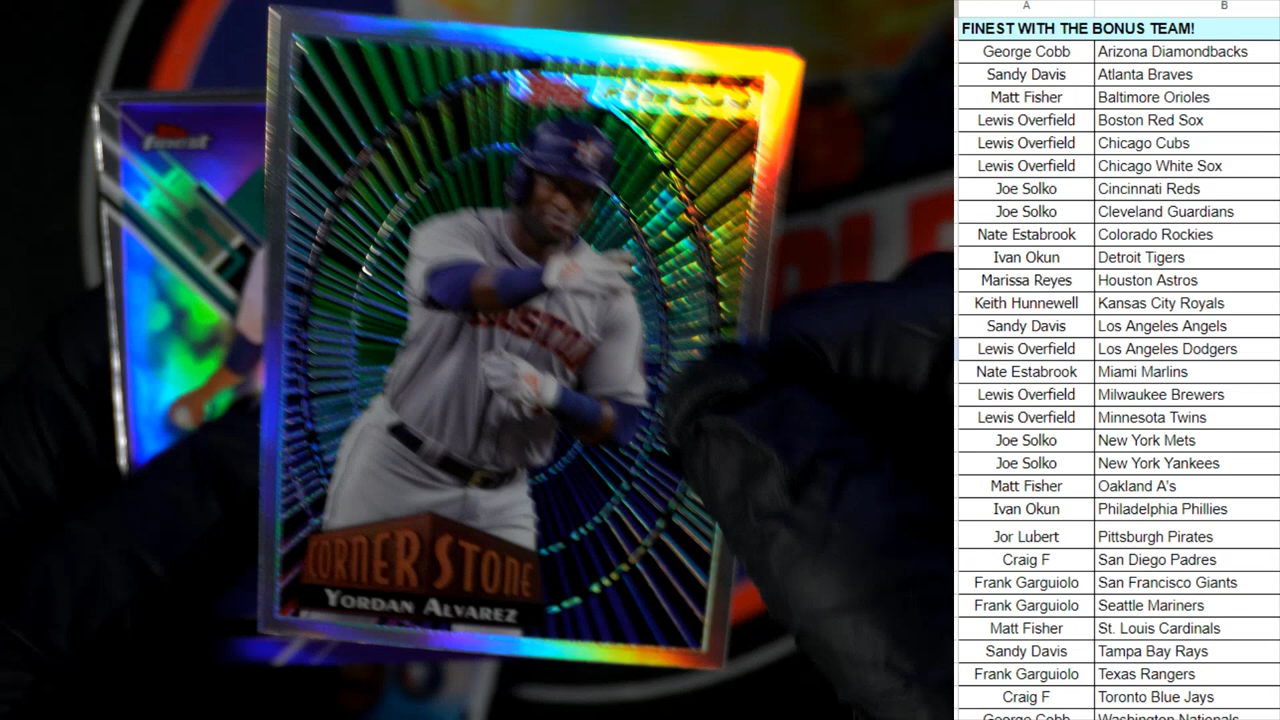 finest
HOUSTON
CORNER STONE
YORDAN ALVAREZ
A B
FINEST WITH THE BONUS TEAM!
George Cobb Arizona Diamondbacks
Sandy Davis Atlanta Braves
Matt Fisher Baltimore Orioles
Lewis Overfield Boston Red Sox
Lewis Overfield Chicago Cubs
Lewis Overfield Chicago White Sox
Joe Solko Cincinnati Reds
Joe Solko Cleveland Guardians
Nate Estabrook Colorado Rockies
Ivan Okun Detroit Tigers
Marissa Reyes Houston Astros
Keith Hunnewell Kansas City Royals
Sandy Davis Los Angeles Angels
Lewis Overfield Los Angeles Dodgers
Nate Estabrook Miami Marlins
Lewis Overfield Milwaukee Brewers
Lewis Overfield Minnesota Twins
Joe Solko New York Mets
Joe Solko New York Yankees
Matt Fisher Oakland A's
Ivan Okun Philadelphia Phillies
Jor Lubert Pittsburgh Pirates
Craig F San Diego Padres
Frank Garguiolo San Francisco Giants
Frank Garguiolo Seattle Mariners
Matt Fisher St. Louis Cardinals
Sandy Davis Tampa Bay Rays
Frank Garguiolo Texas Rangers
Craig F Toronto Blue Jays
George Cobb Washington Nationals